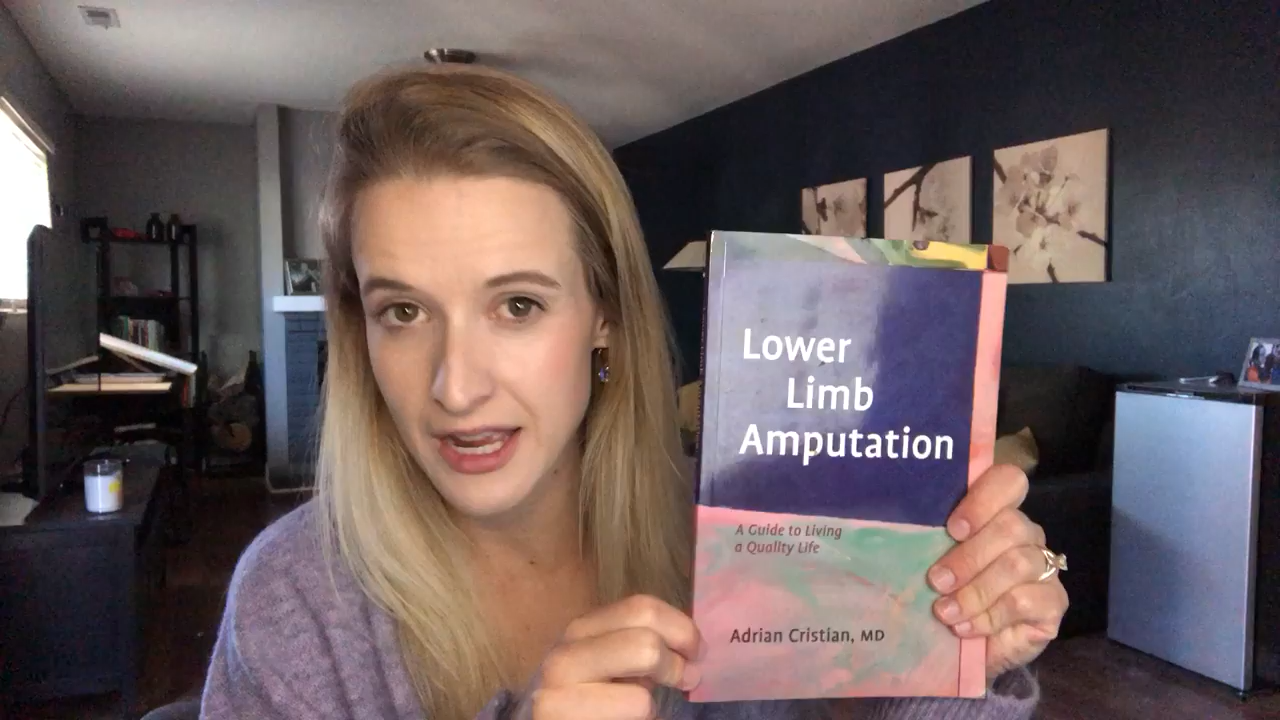 Lower
Limb
Amputation
A Guide to Living
a Quality Life
Adrian Cristian, MD